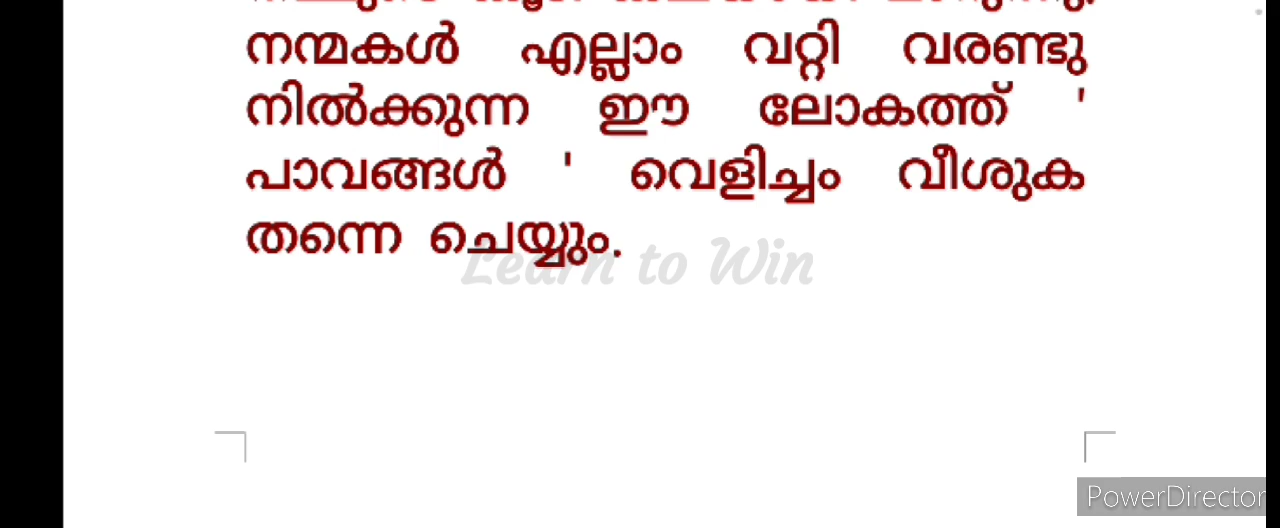 നന്മകൾ എല്ലാം വറ്റി വരണ്ടു
നിൽക്കുന്ന ഈ ലോകത്ത് '
പാവങ്ങൾ ' വെളിച്ചം വീശുക
തന്നെ ചെയ്യും.
Learn to Win
PowerDirector